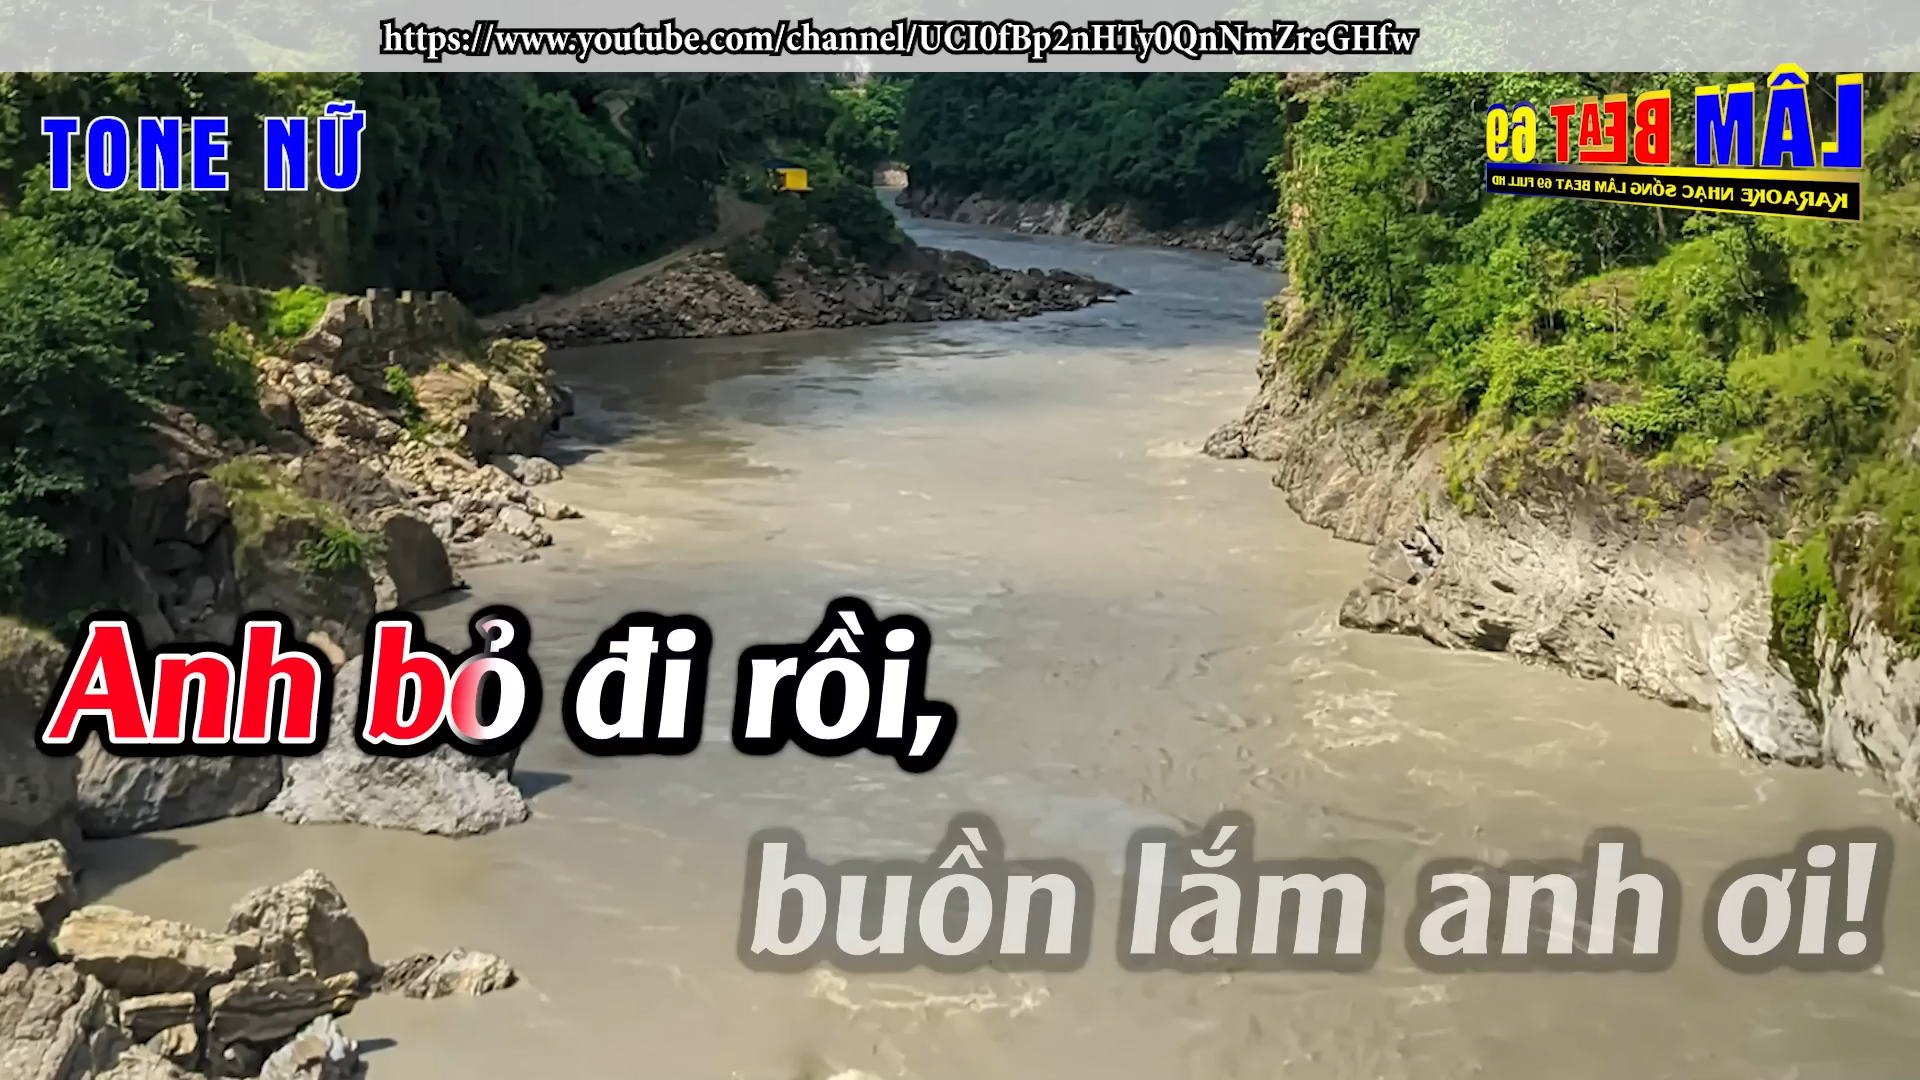 https://www.youtube.com/channel/UCI0fBp2nHTy0QnNmZreGHfw
TONE NỮ
LÂM BEAT 69
KARAOKE NHẠC SỐNG LÂM BEAT 69 FULL HD
Anh bỏ đi rồi,
buồn lắm anh ơi!